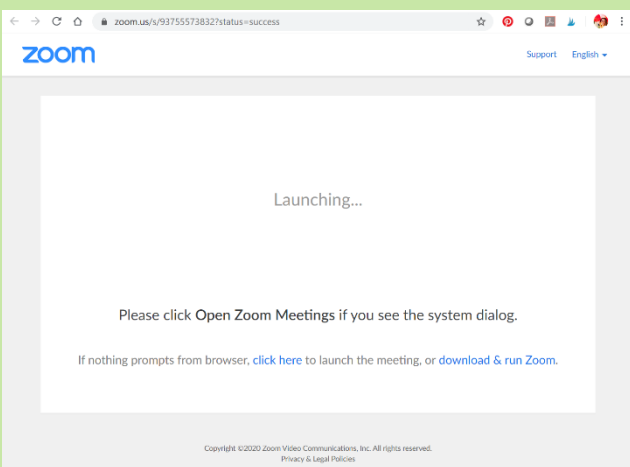 zoom.us/s/93755573832?status=success
zoom
Support English
Launching...
Please click Open Zoom Meetings if you see the system dialog.
If nothing prompts from browser, click here to launch the meeting, or download & run Zoom.
Copyright ©2020 Zoom Video Communications, Inc. All rights reserved.
Privacy & Legal Policies